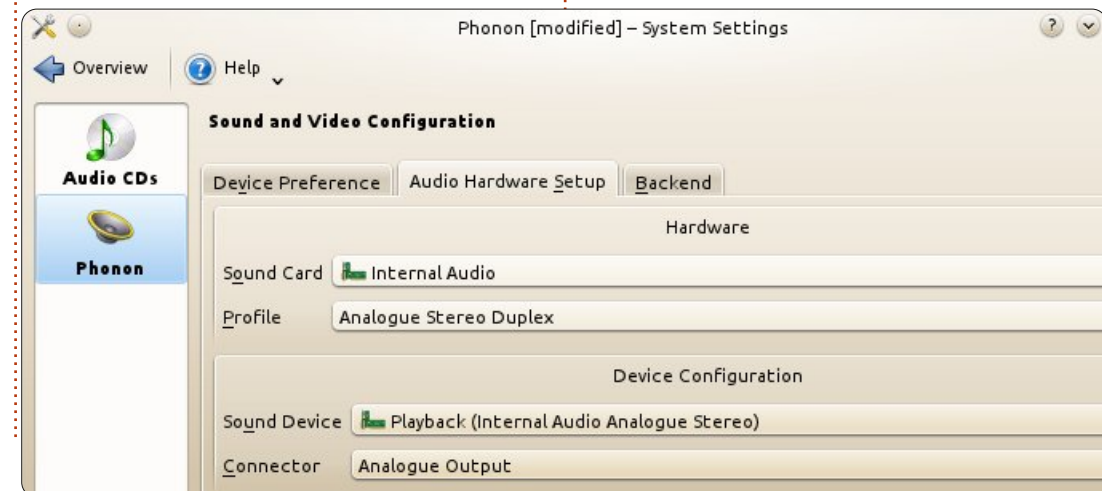 Phonon [modified] – System Settings
Overview
Help
Audio CDs
Phonon
Sound and Video Configuration
Device Preference
Audio Hardware Setup
Backend
Hardware
Sound Card
Internal Audio
Profile
Analogue Stereo Duplex
Device Configuration
Sound Device
Playback (Internal Audio Analogue Stereo)
Connector
Analogue Output